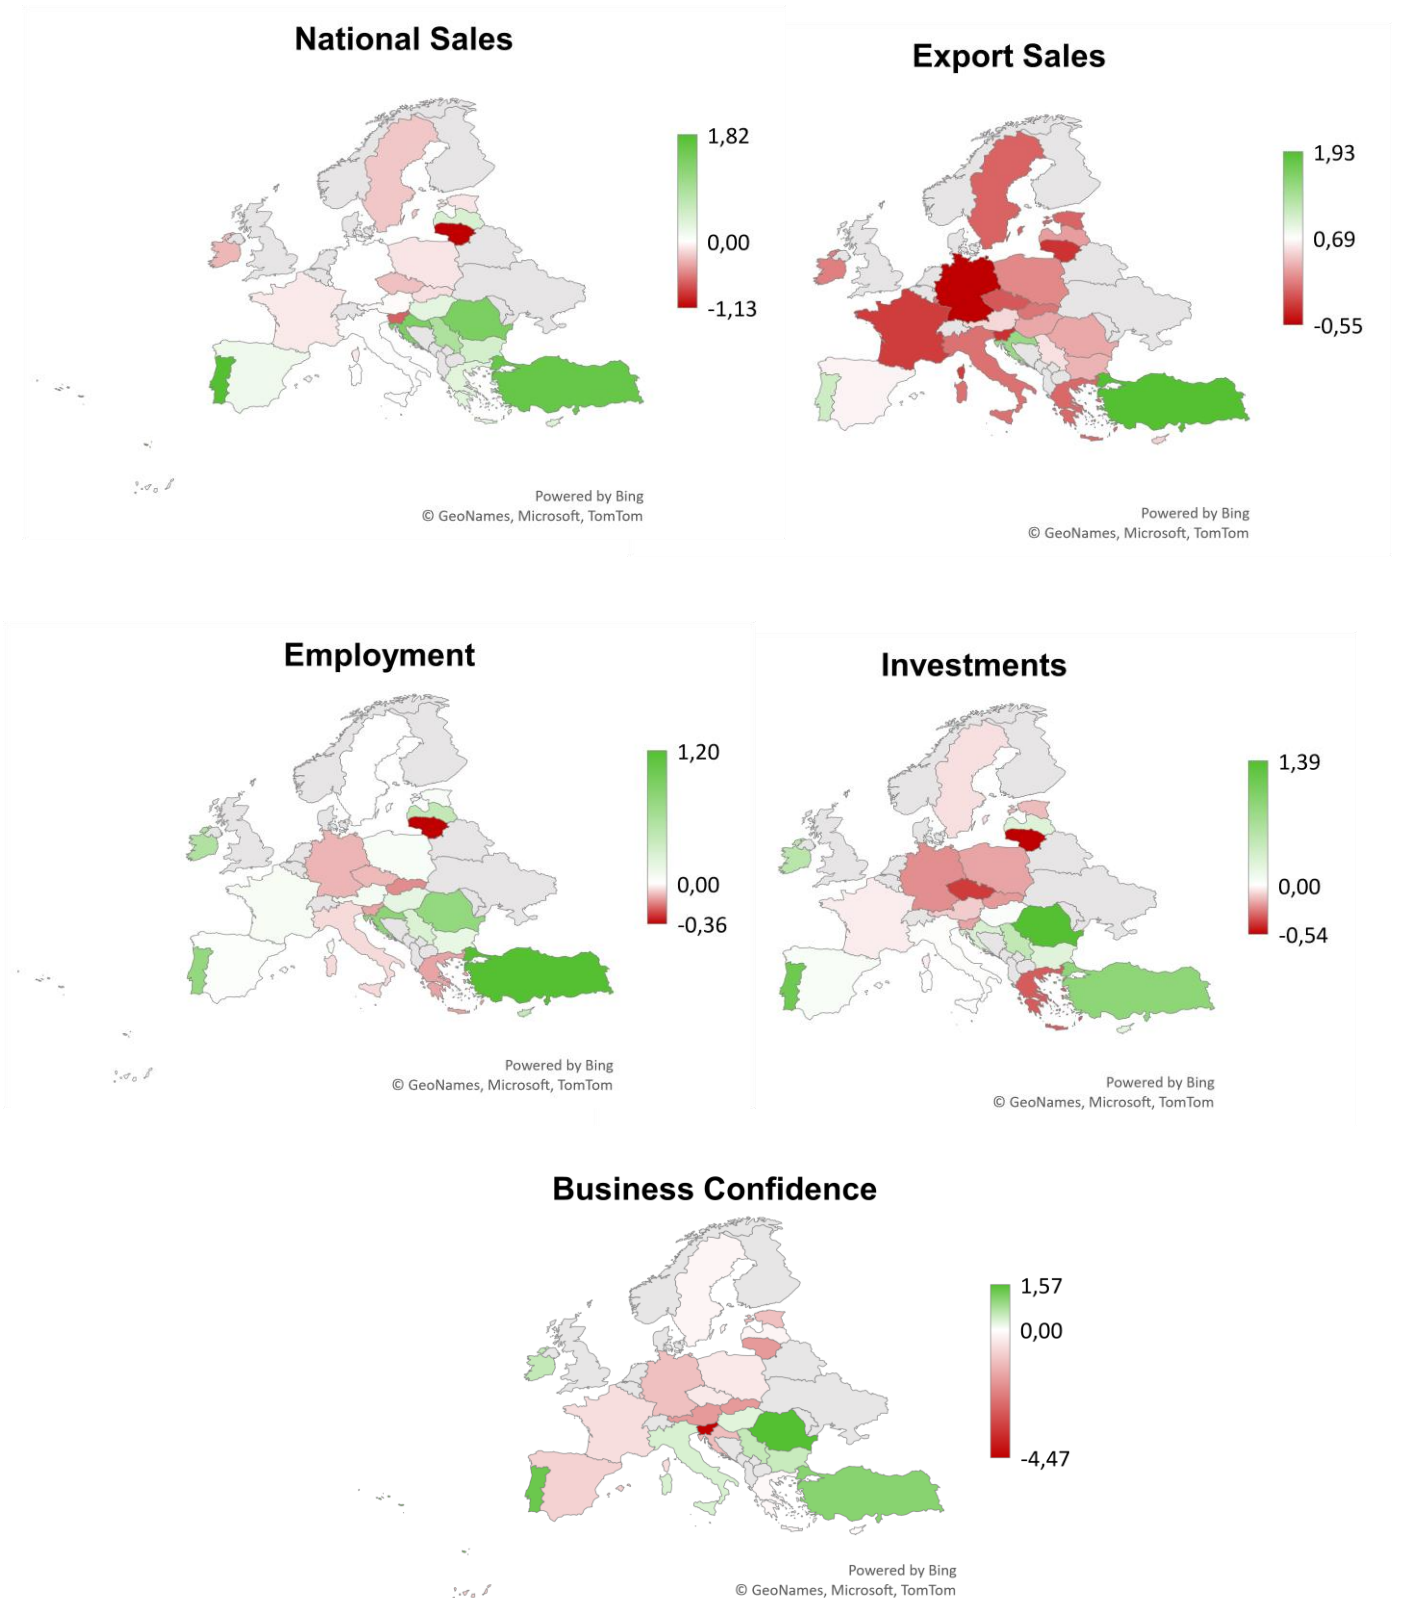 National Sales
1,82
0,00
-1,13
Powered by Bing
© GeoNames, Microsoft, TomTom
Export Sales
1,93
0,69
-0,55
Powered by Bing
© GeoNames, Microsoft, TomTom
Employment
1,20
0,00
-0,36
Powered by Bing
© GeoNames, Microsoft, TomTom
Investments
1,39
0,00
-0,54
Powered by Bing
© GeoNames, Microsoft, TomTom
Business Confidence
1,57
0,00
-4,47
Powered by Bing
© GeoNames, Microsoft, TomTom